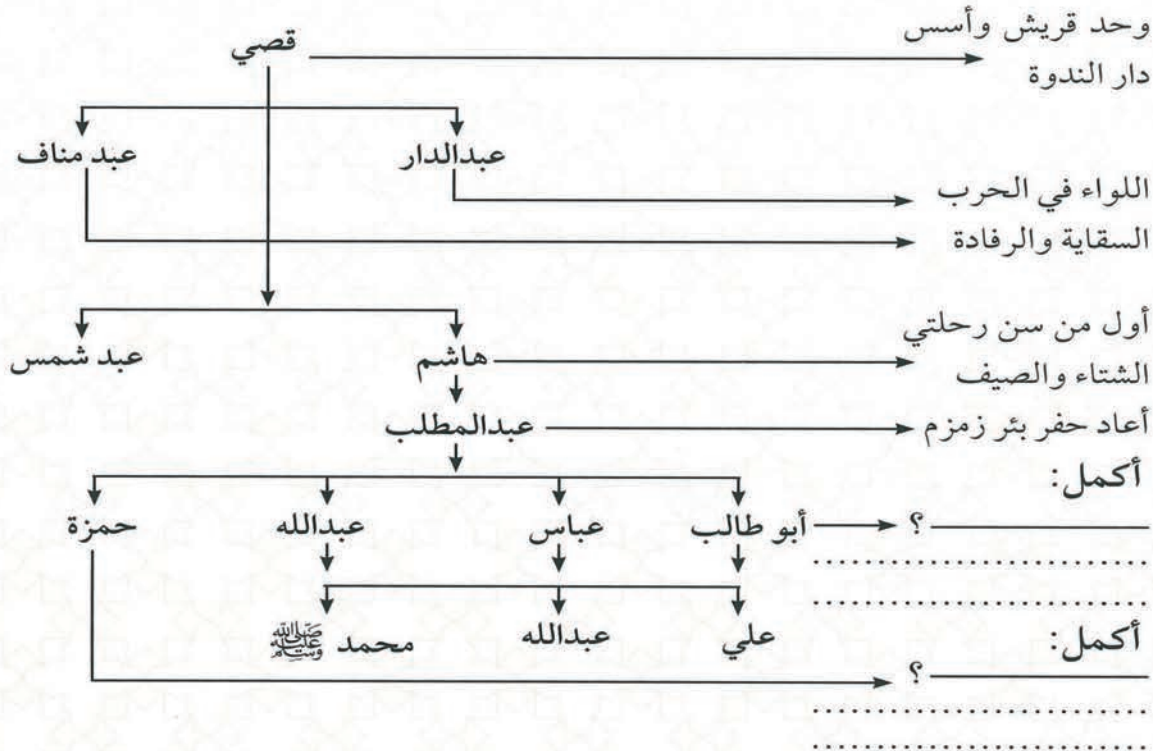 وحد قريش وأسس
قصي
دار الندوة
عبدالدار
عبد مناف
اللواء في الحرب
السقاية والرفادة
أول من سن رحلتي
هاشم
عبد شمس
الشتاء والصيف
أعاد حفر بئر زمزم
عبدالمطلب
أكمل:
؟
أبو طالب
عباس
عبدالله
حمزة
أكمل:
علي
عبدالله
محمد ﷺ
؟